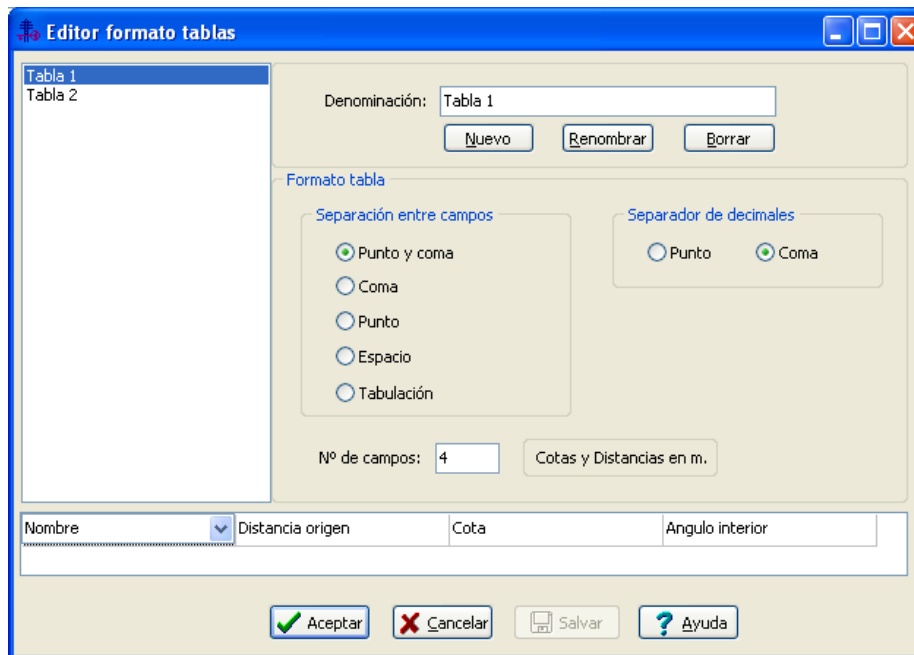 Editor formato tablas
Tabla 1
Tabla 2
Denominación: Tabla 1
Nuevo Renombrar Borrar
Formato tabla
Separación entre campos
Punto y coma
Coma
Punto
Espacio
Tabulación
Separador de decimales
Punto Coma
Nº de campos: 4 Cotas y Distancias en m.
Nombre Distancia origen Cota Angulo interior
Aceptar Cancelar Salvar Ayuda